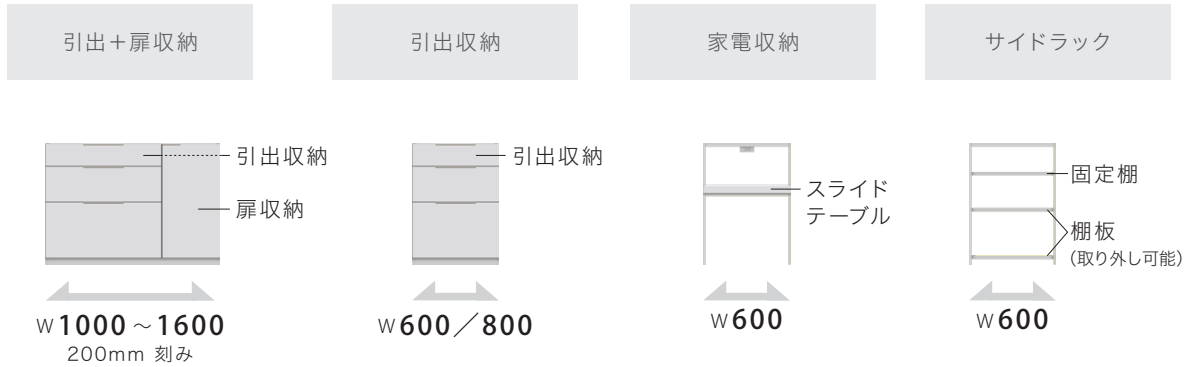 引出＋扉収納
引出収納
家電収納
サイドラック
引出収納
扉収納
W1000～1600
200mm 刻み
引出収納
W600／800
スライド
テーブル
W600
固定棚
棚板
（取り外し可能）
W600